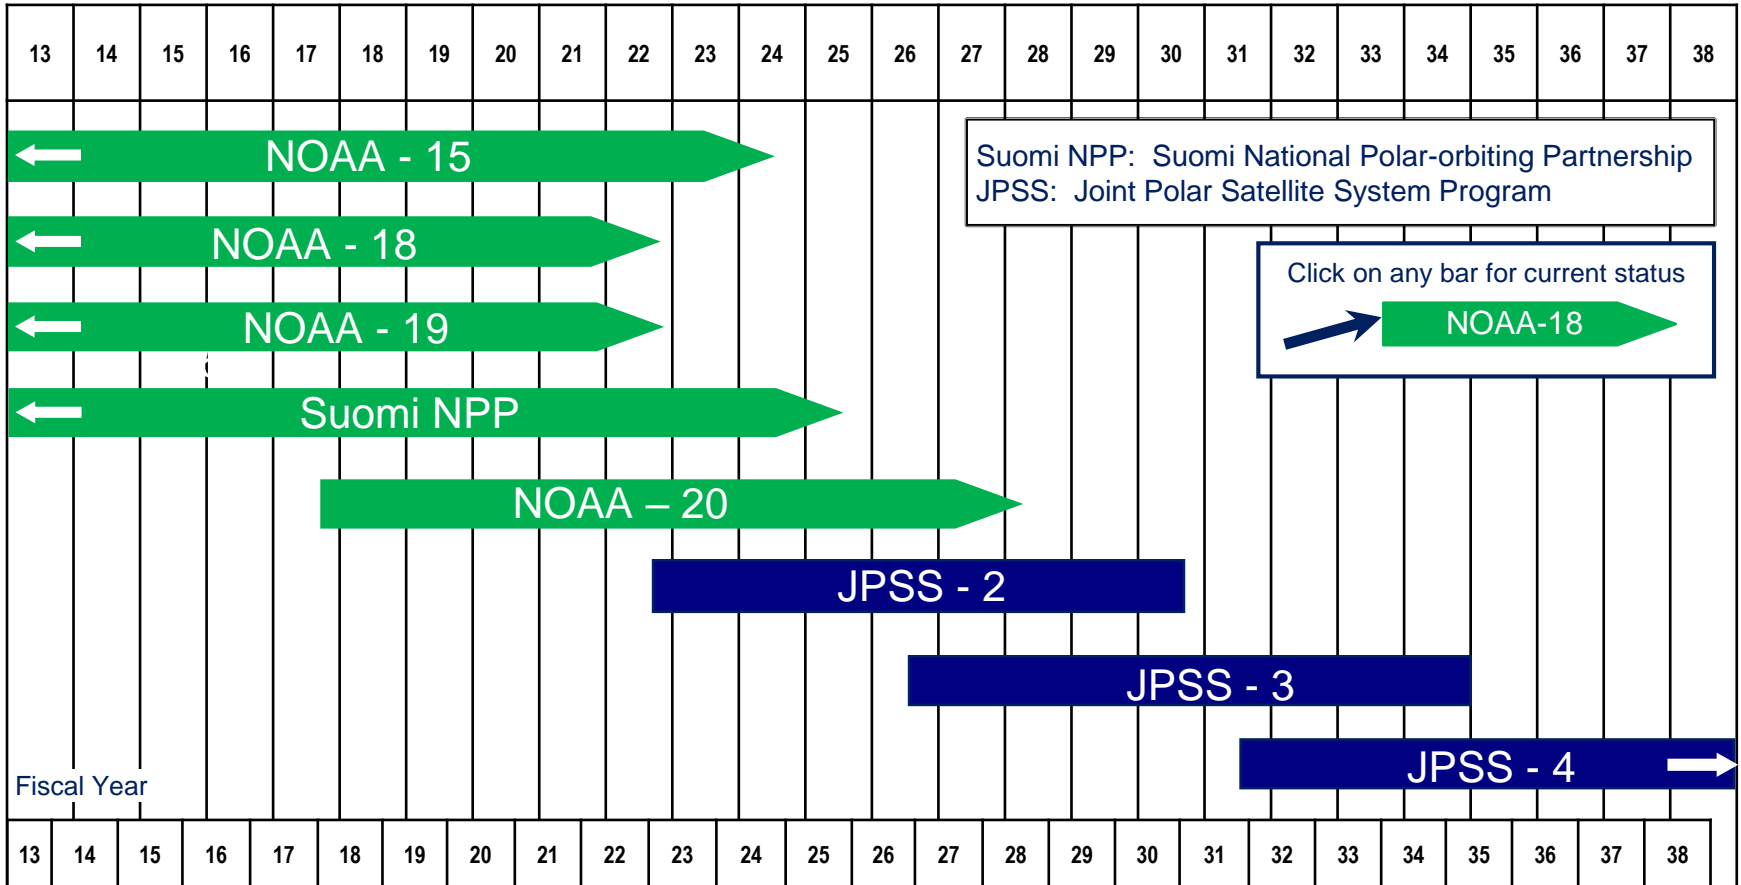 13 14 15 16 17 18 19 20 21 22 23 24 25 26 27 28 29 30 31 32 33 34 35 36 37 38
NOAA - 15
Suomi NPP: Suomi National Polar-orbiting Partnership
JPSS: Joint Polar Satellite System Program
NOAA - 18
Click on any bar for current status
NOAA-18
NOAA - 19
Suomi NPP
NOAA – 20
JPSS - 2
JPSS - 3
JPSS - 4
Fiscal Year
13 14 15 16 17 18 19 20 21 22 23 24 25 26 27 28 29 30 31 32 33 34 35 36 37 38